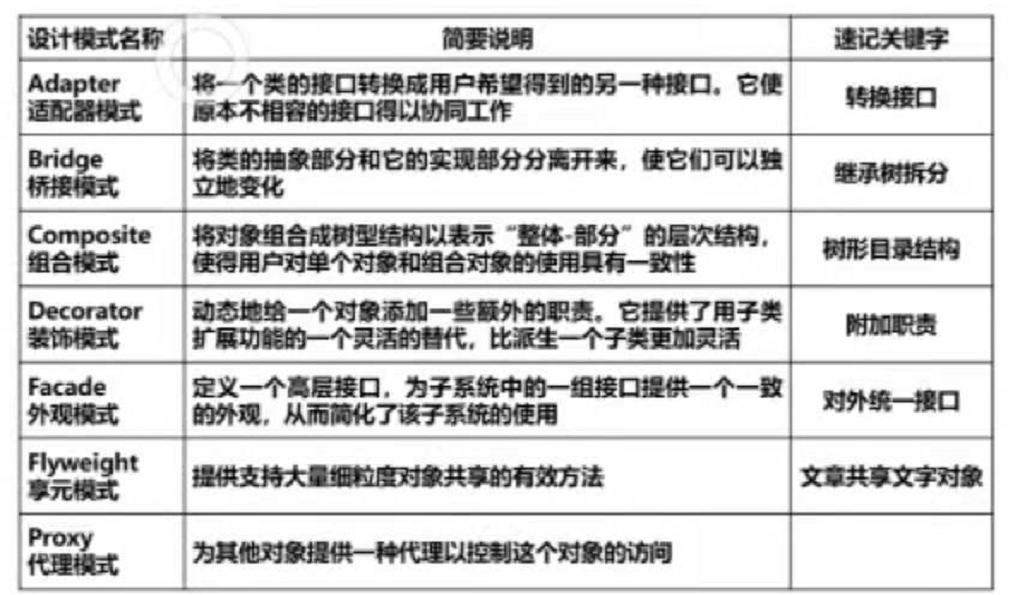 设计模式名称 简要说明 速记关键字
Adapter
适配器模式
将一个类的接口转换成用户希望得到的另一种接口。它使
原本不相容的接口得以协同工作
转换接口
Bridge
桥接模式
将类的抽象部分和它的实现部分分离开来，使它们可以独
立地变化
继承树拆分
Composite
组合模式
将对象组合成树型结构以表示“整体-部分”的层次结构，
使得用户对单个对象和组合对象的使用具有一致性
树形目录结构
Decorator
装饰模式
动态地给一个对象添加一些额外的职责。它提供了用子类
扩展功能的一个灵活的替代，比派生一个子类更加灵活
附加职责
Facade
外观模式
定义一个高层接口，为子系统中的一组接口提供一个一致
的外观，从而简化了该子系统的使用
对外统一接口
Flyweight
享元模式
提供支持大量细粒度对象共享的有效方法
文章共享文字对象
Proxy
代理模式
为其他对象提供一种代理以控制这个对象的访问